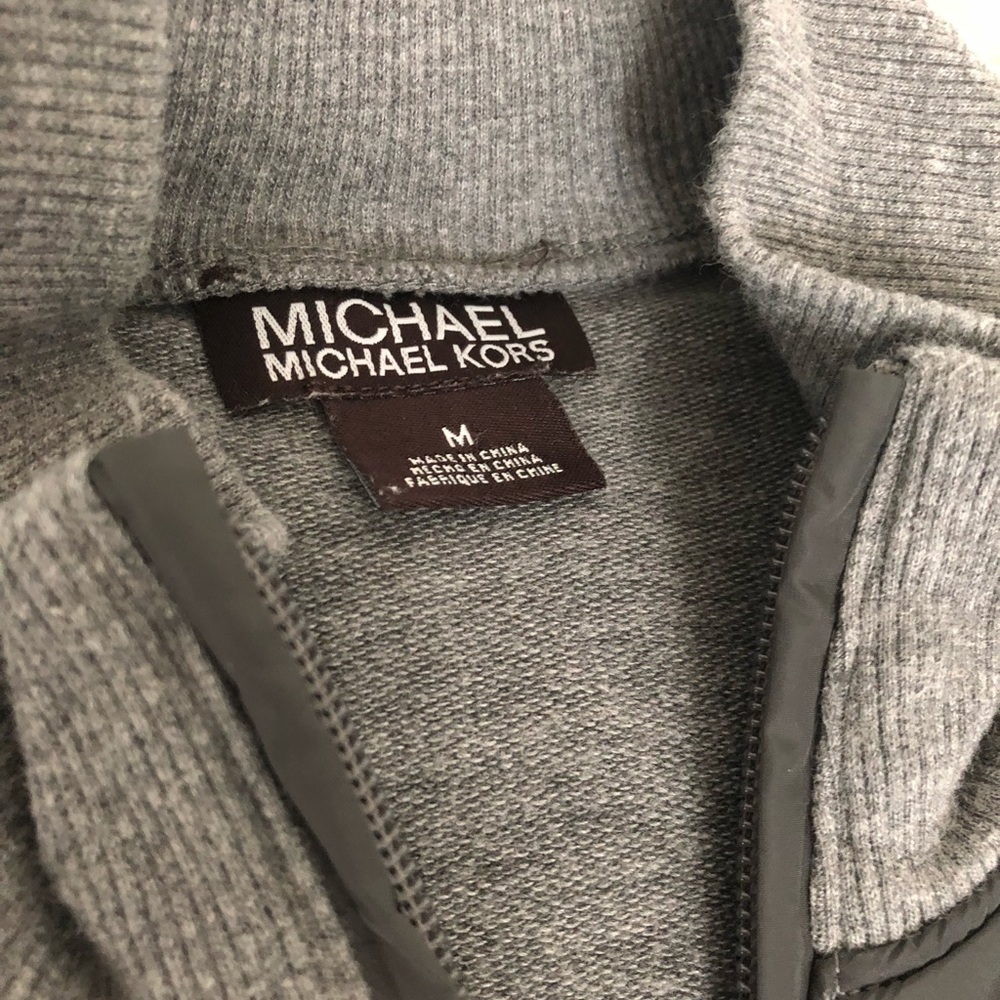 MICHAEL
MICHAEL KORS
M
MADE IN CHINA
HECHO EN CHINA
FABRIQUE EN CHINE